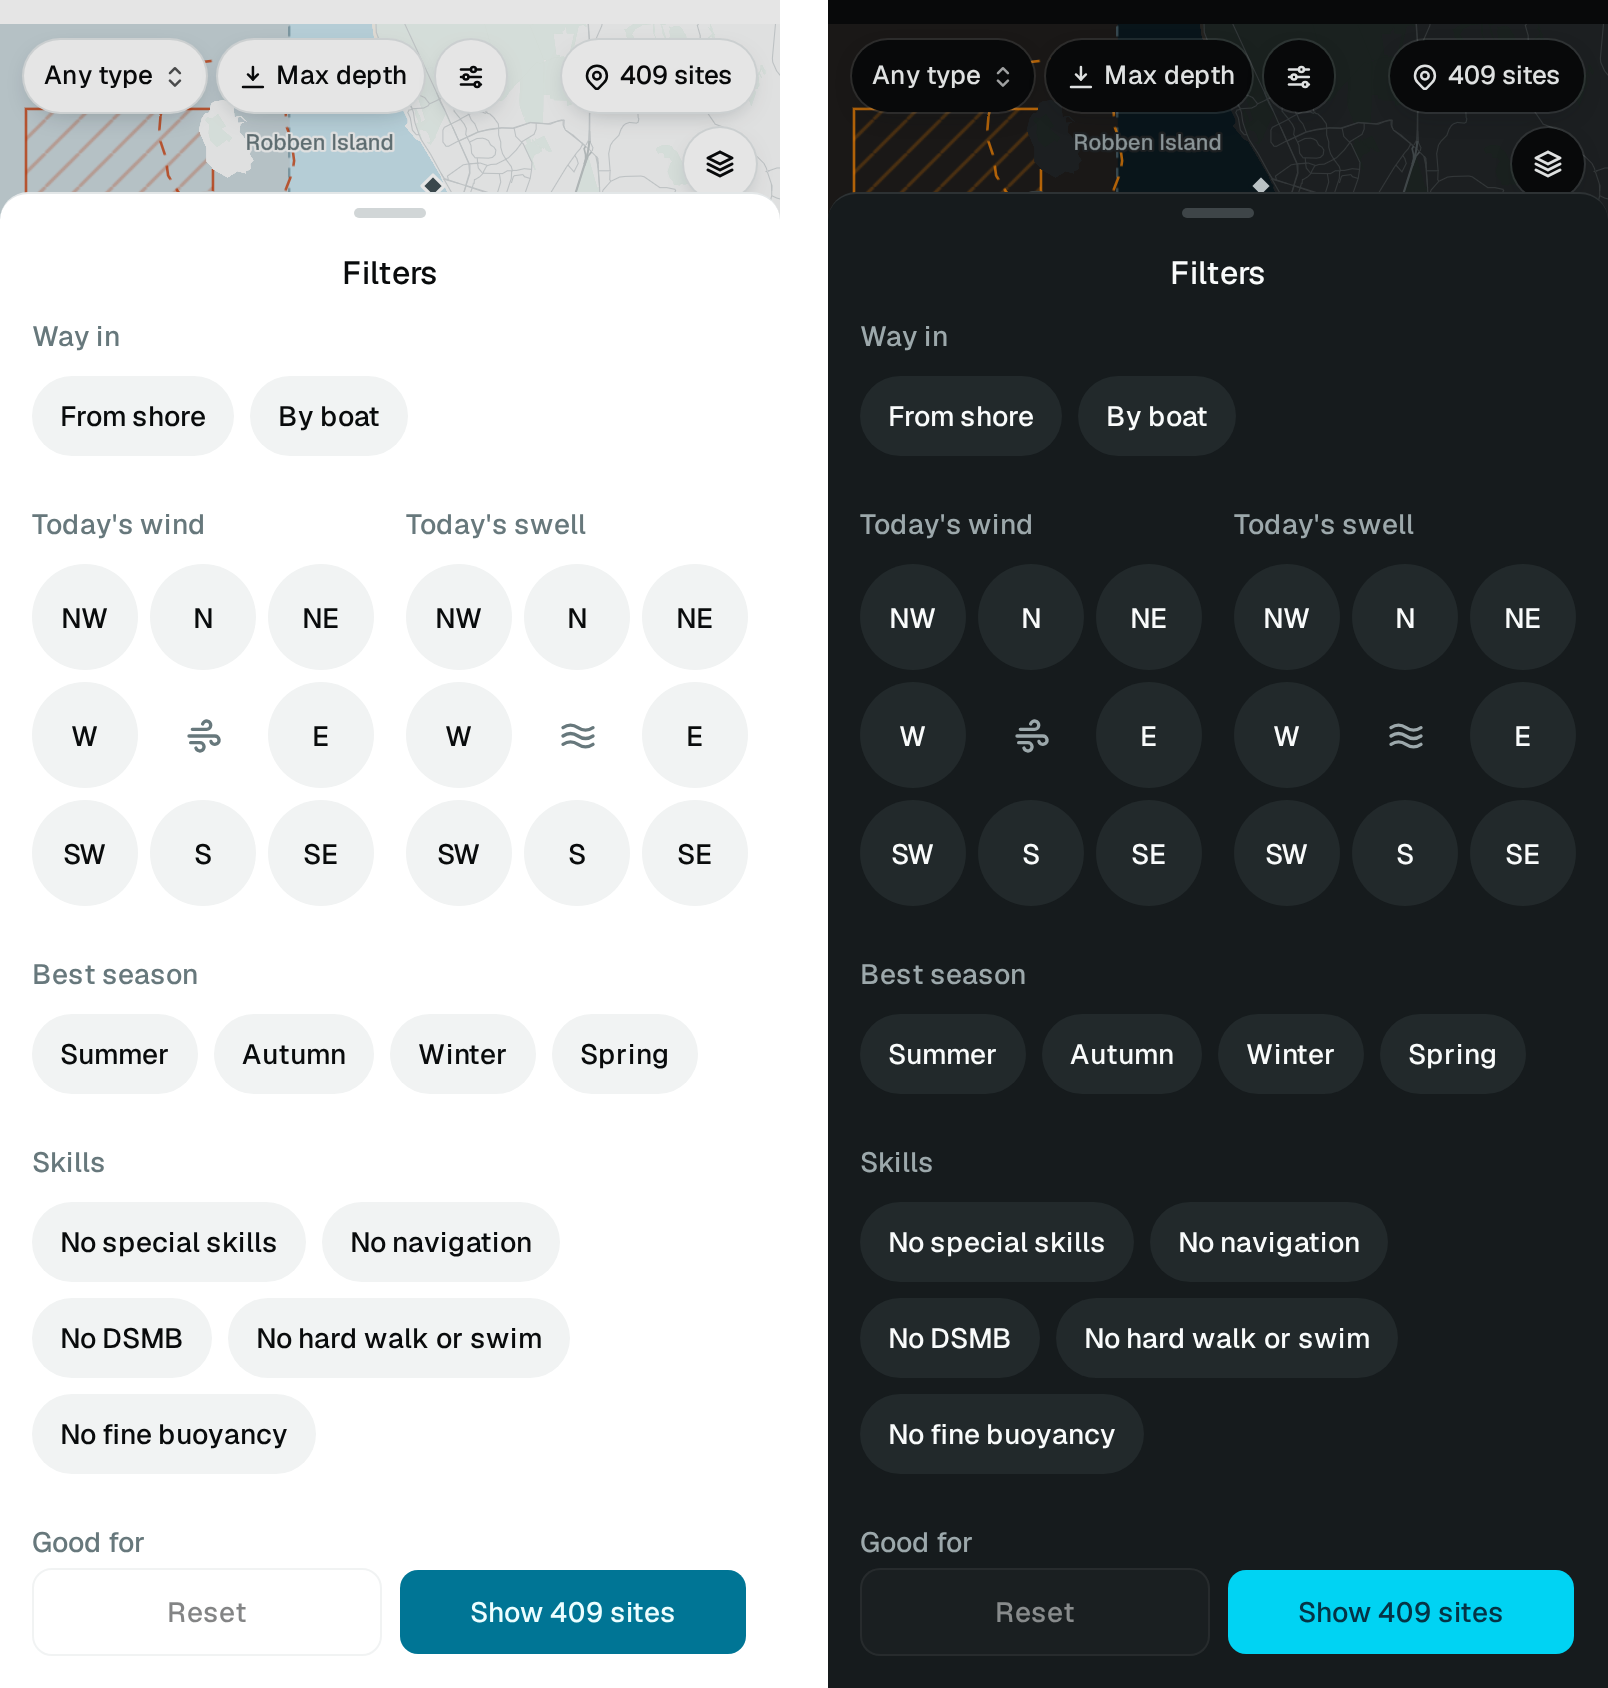 Any type
Max depth
409 sites
Robben Island
Filters
Way in
From shore
By boat
Today's wind
Today's swell
NW
N
NE
NW
N
NE
W
E
W
E
SW
S
SE
SW
S
SE
Best season
Summer
Autumn
Winter
Spring
Skills
No special skills
No navigation
No DSMB
No hard walk or swim
No fine buoyancy
Good for
Reset
Show 409 sites
Any type
Max depth
409 sites
Robben Island
Filters
Way in
From shore
By boat
Today's wind
Today's swell
NW
N
NE
NW
N
NE
W
E
W
E
SW
S
SE
SW
S
SE
Best season
Summer
Autumn
Winter
Spring
Skills
No special skills
No navigation
No DSMB
No hard walk or swim
No fine buoyancy
Good for
Reset
Show 409 sites